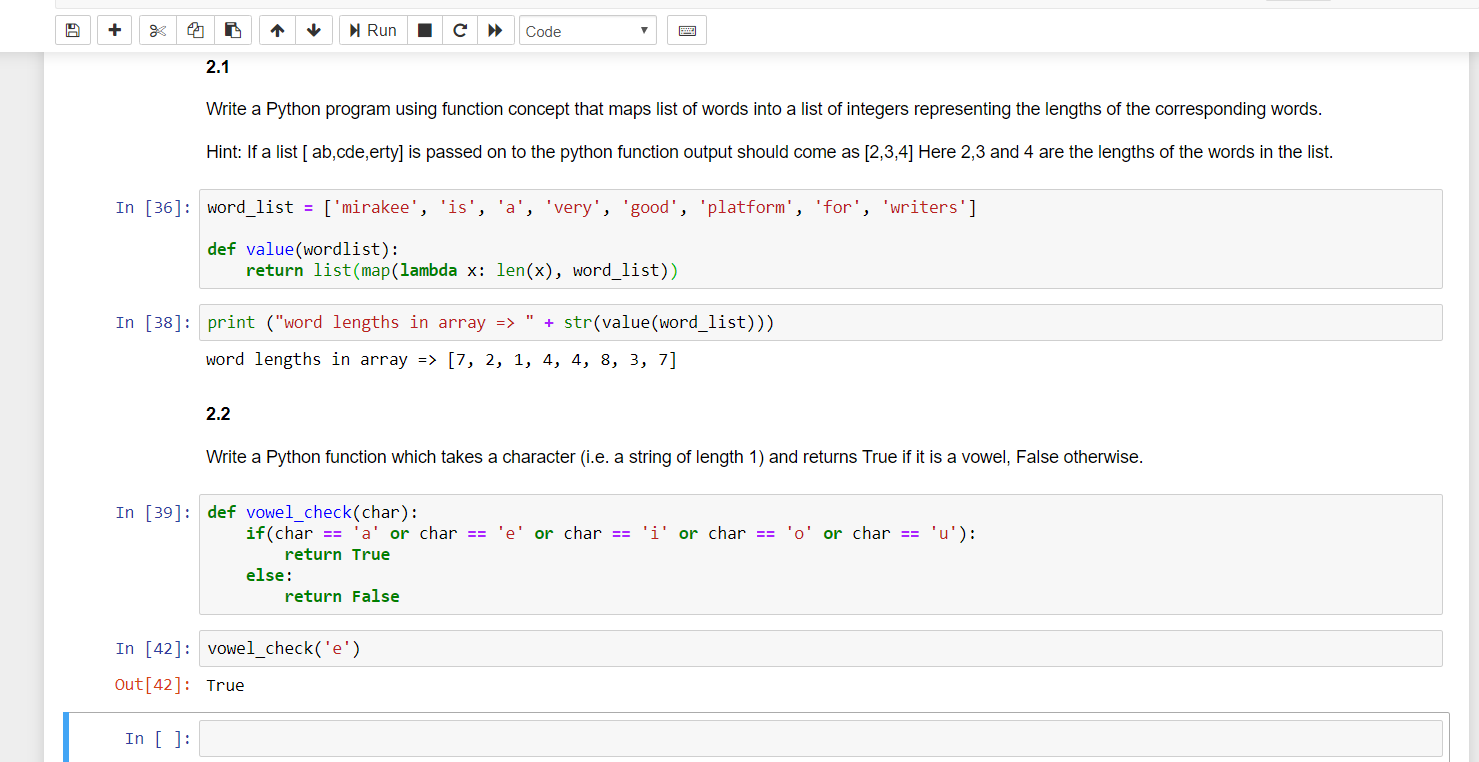 Run
Code
2.1
Write a Python program using function concept that maps list of words into a list of integers representing the lengths of the corresponding words.
Hint: If a list [ ab,cde,erty] is passed on to the python function output should come as [2,3,4] Here 2,3 and 4 are the lengths of the words in the list.
In [36]: word_list = ['mirakee', 'is', 'a', 'very', 'good', 'platform', 'for', 'writers']
def value(wordlist):
    return list(map(lambda x: len(x), word_list))
In [38]: print ("word lengths in array => " + str(value(word_list)))
word lengths in array => [7, 2, 1, 4, 4, 8, 3, 7]
2.2
Write a Python function which takes a character (i.e. a string of length 1) and returns True if it is a vowel, False otherwise.
In [39]: def vowel_check(char):
    if(char == 'a' or char == 'e' or char == 'i' or char == 'o' or char == 'u'):
        return True
    else:
        return False
In [42]: vowel_check('e')
Out[42]: True
In [ ]: